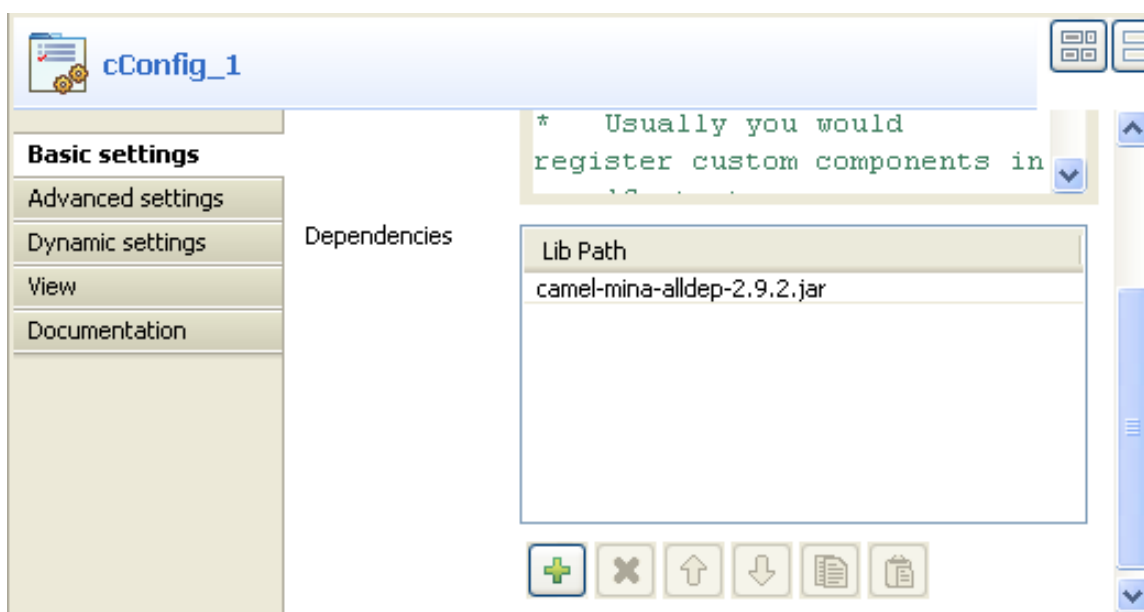 cConfig_1
* Usually you would
register custom components in
Basic settings
Advanced settings
Dynamic settings
View
Documentation
Dependencies
Lib Path
camel-mina-alldep-2.9.2.jar